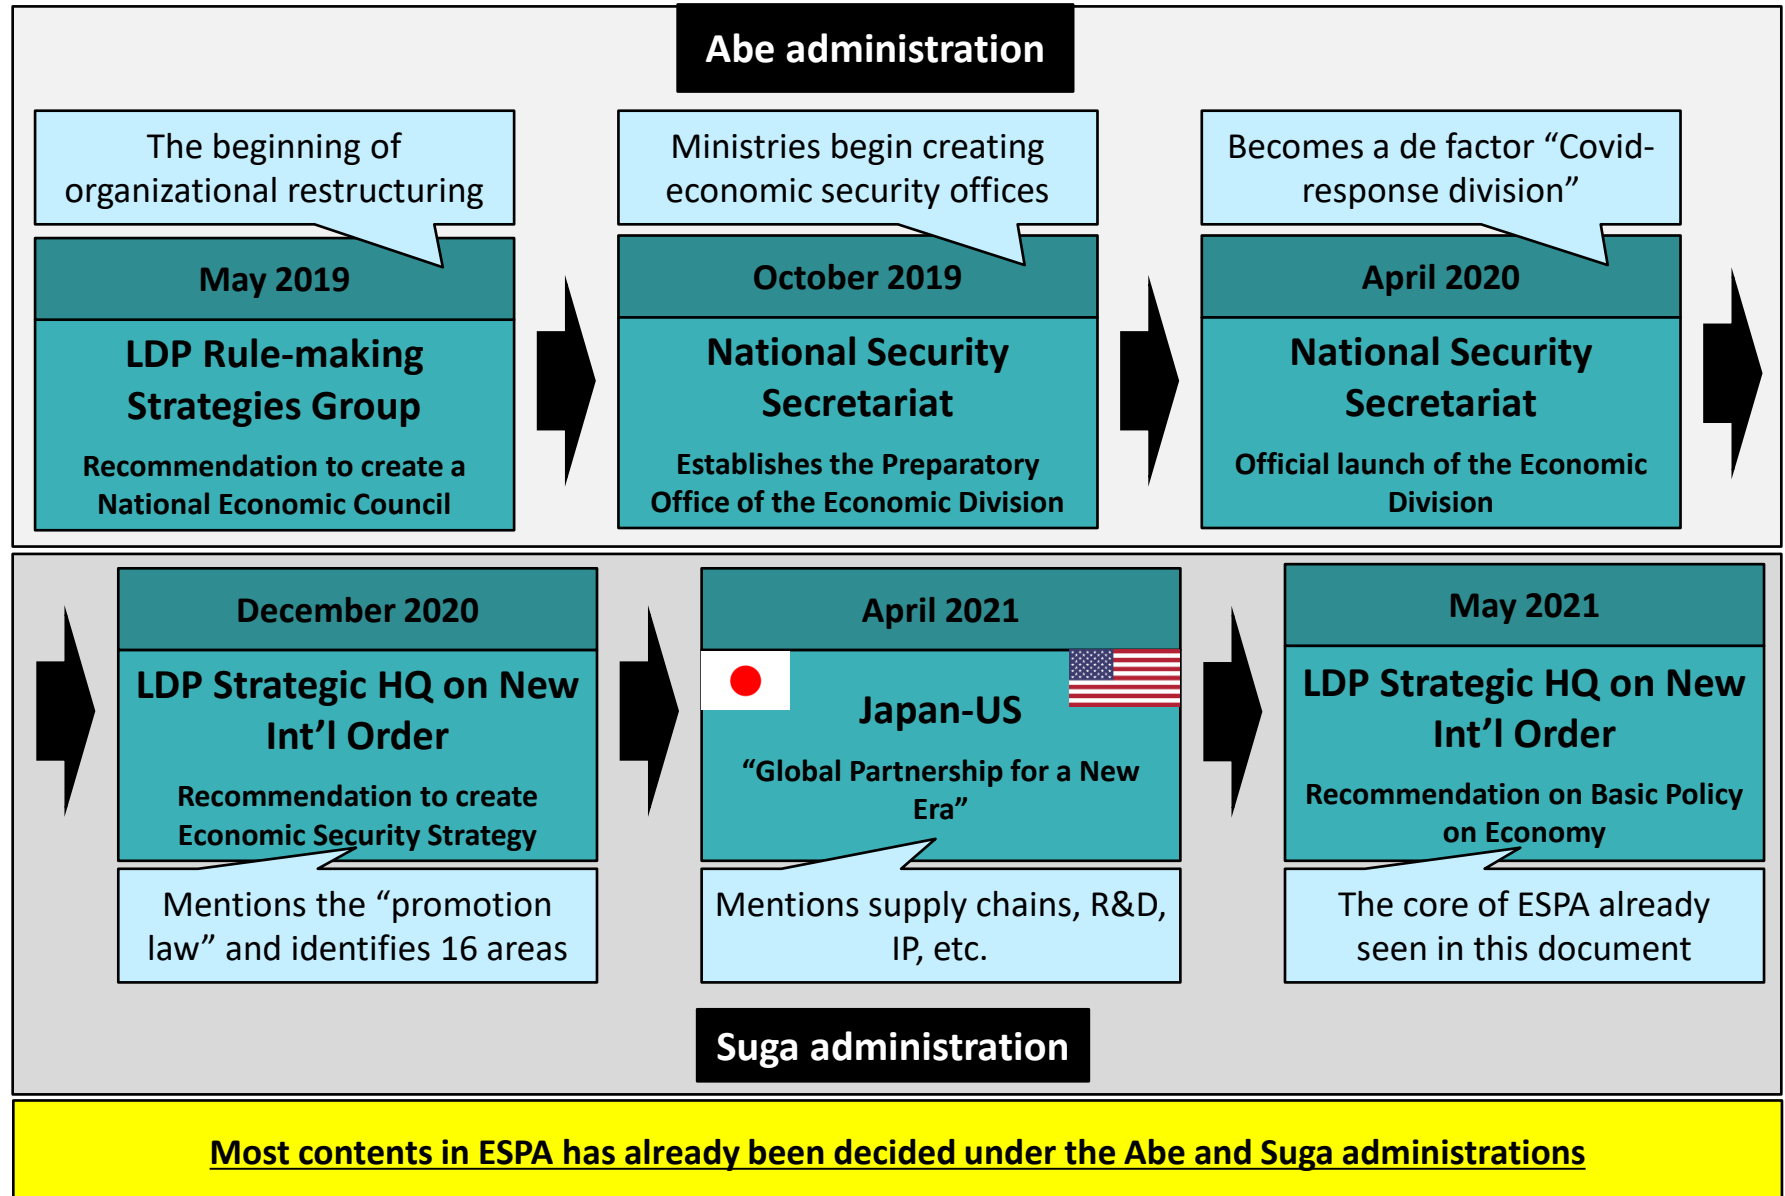 Abe administration
The beginning of
organizational restructuring
May 2019
LDP Rule-making
Strategies Group
Recommendation to create a
National Economic Council
Ministries begin creating
economic security offices
October 2019
National Security
Secretariat
Establishes the Preparatory
Office of the Economic Division
Becomes a de factor “Covid-
response division”
April 2020
National Security
Secretariat
Official launch of the Economic
Division
December 2020
LDP Strategic HQ on New
Int’l Order
Recommendation to create
Economic Security Strategy
Mentions the “promotion
law” and identifies 16 areas
April 2021
Japan-US
“Global Partnership for a New
Era”
Mentions supply chains, R&D,
IP, etc.
May 2021
LDP Strategic HQ on New
Int’l Order
Recommendation on Basic Policy
on Economy
The core of ESPA already
seen in this document
Suga administration
Most contents in ESPA has already been decided under the Abe and Suga administrations